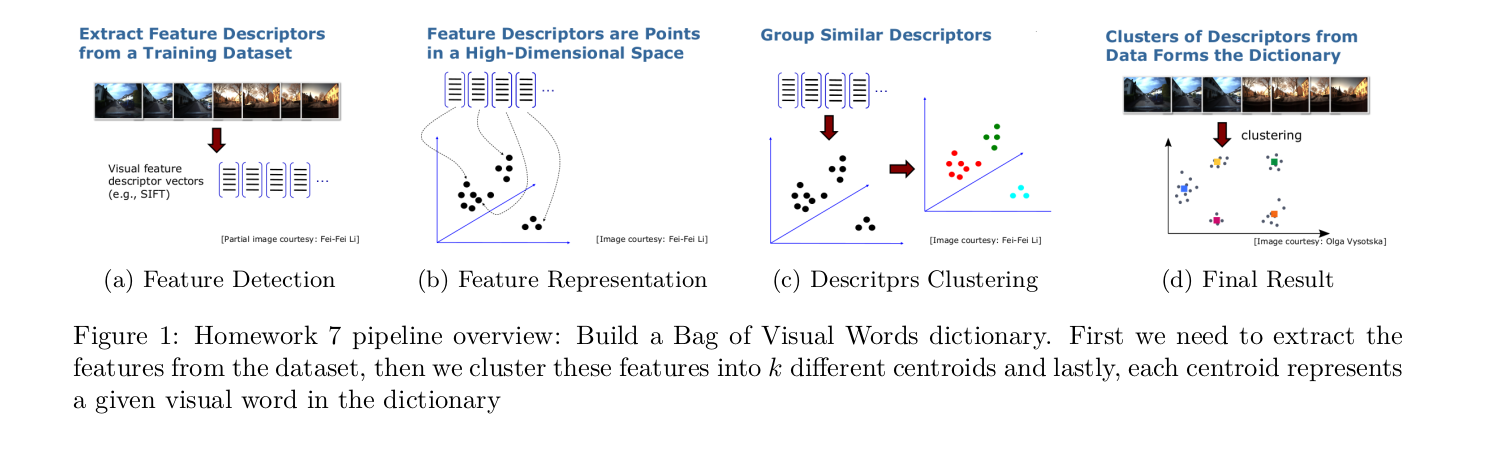 Extract Feature Descriptors
from a Training Dataset
Visual feature
descriptor vectors
(e.g., SIFT)
...
[Partial image courtesy: Fei-Fei Li]
(a) Feature Detection
Feature Descriptors are Points
in a High-Dimensional Space
...
[Image courtesy: Fei-Fei Li]
(b) Feature Representation
Group Similar Descriptors
...
[Image courtesy: Fei-Fei Li]
(c) Descritprs Clustering
Clusters of Descriptors from
Data Forms the Dictionary
clustering
[Image courtesy: Olga Vysotska]
(d) Final Result
Figure 1: Homework 7 pipeline overview: Build a Bag of Visual Words dictionary. First we need to extract the
features from the dataset, then we cluster these features into k different centroids and lastly, each centroid represents
a given visual word in the dictionary